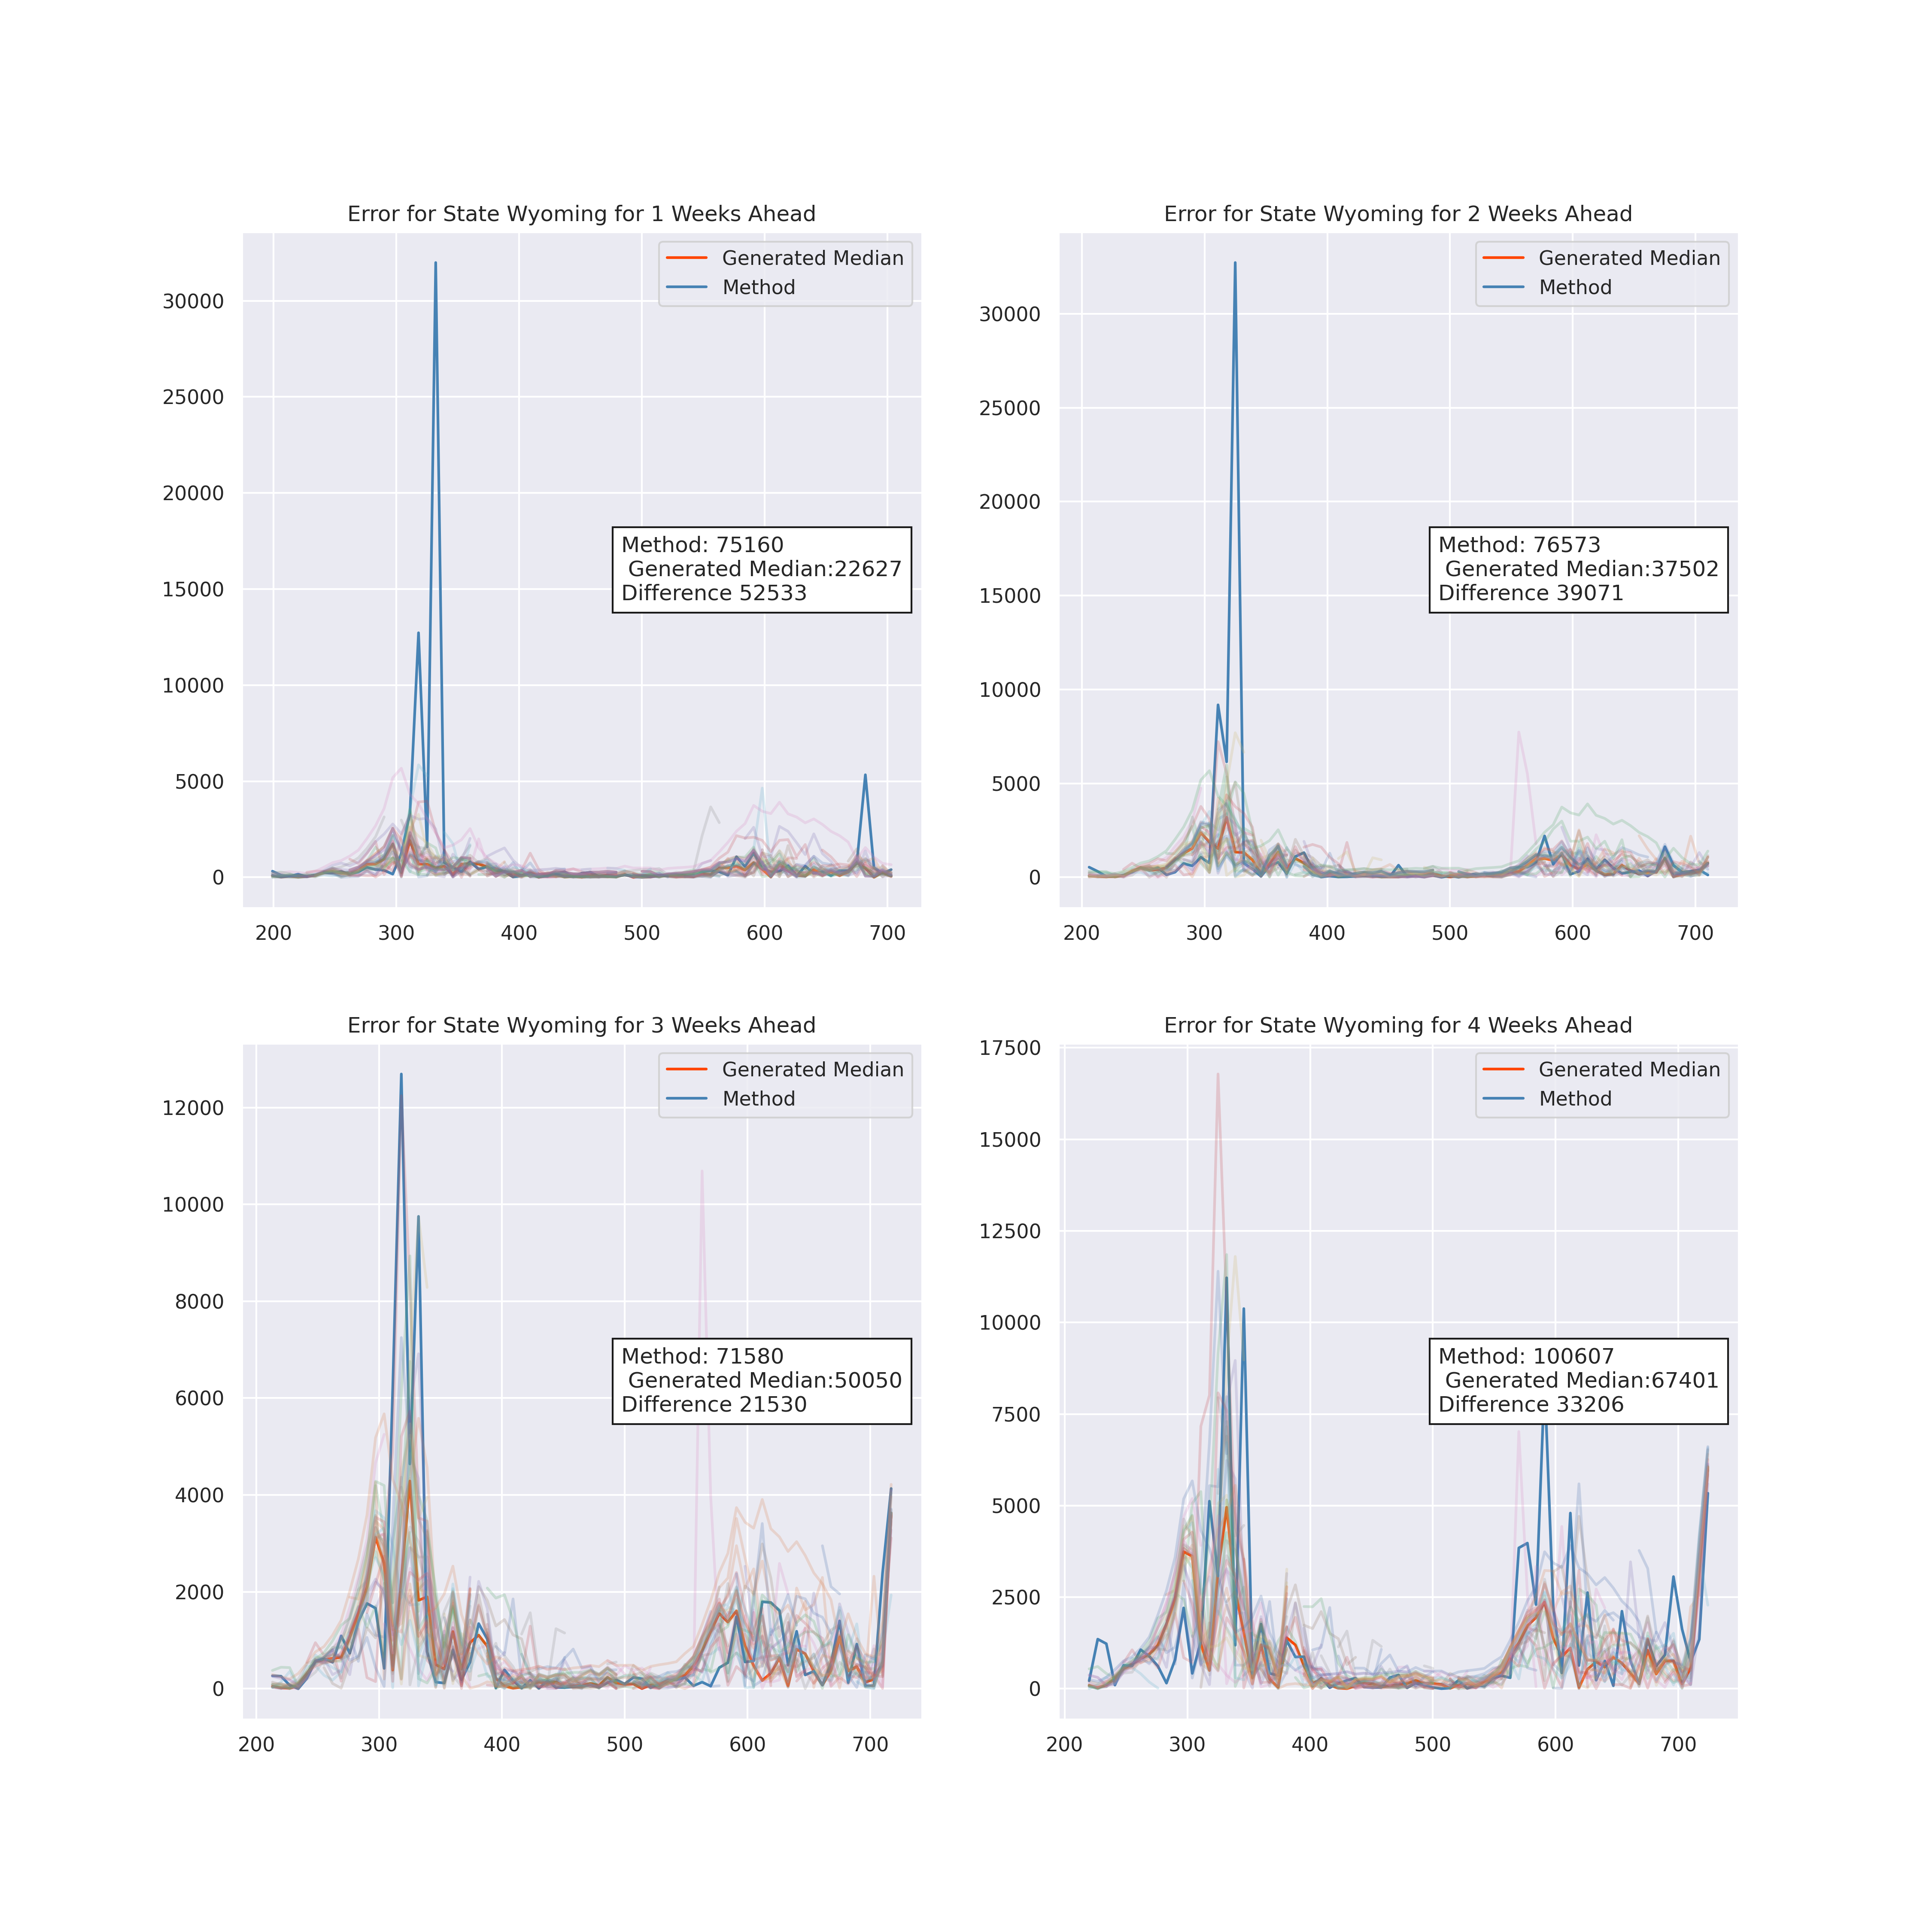 Error for State Wyoming for 1 Weeks Ahead
Generated Median
Method
30000
25000
20000
15000
10000
5000
0
Method: 75160
Generated Median:22627
Difference 52533
200 300 400 500 600 700
Error for State Wyoming for 2 Weeks Ahead
Generated Median
Method
30000
25000
20000
15000
10000
5000
0
Method: 76573
Generated Median:37502
Difference 39071
200 300 400 500 600 700
Error for State Wyoming for 3 Weeks Ahead
Generated Median
Method
12000
10000
8000
6000
4000
2000
0
Method: 71580
Generated Median:50050
Difference 21530
200 300 400 500 600 700
Error for State Wyoming for 4 Weeks Ahead
Generated Median
Method
17500
15000
12500
10000
7500
5000
2500
0
Method: 100607
Generated Median:67401
Difference 33206
200 300 400 500 600 700